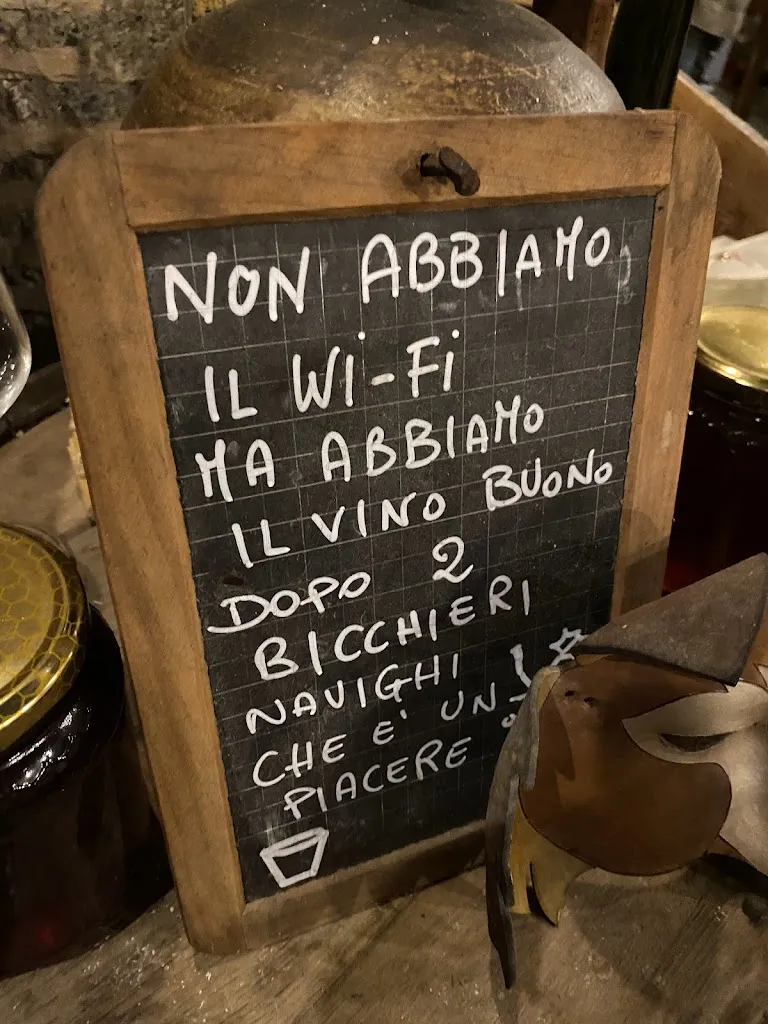 NON ABBIAMO
IL Wi-Fi
MA ABBIAMO
IL VINO BUONO
DOPO 2
BICCHIERI
NAVIGHI
CHE E' UN
PIACERE